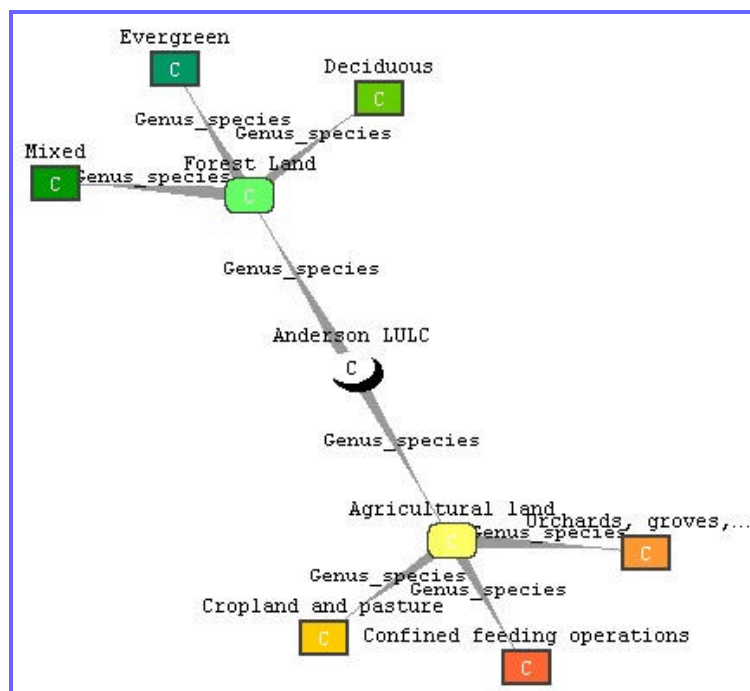 Evergreen
C
Deciduous
C
Genus_species
Genus_species
Mixed
C
Genus_species
Forest Land
C
Genus_species
Anderson LULC
C
Genus_species
Agricultural land
C
Orchards, groves,...
Genus_species
C
Genus_species
Genus_species
Cropland and pasture
C
Confined feeding operations
C